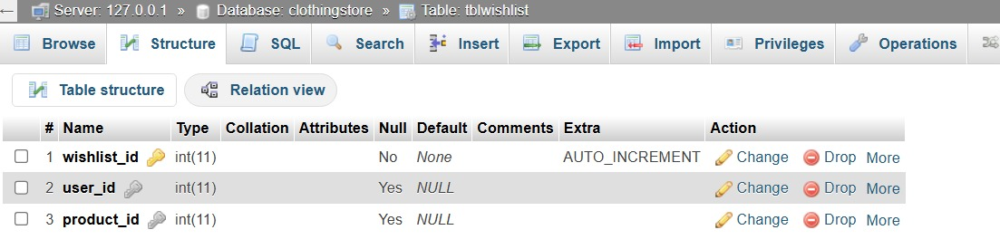 Server: 127.0.0.1 » Database: clothingstore » Table: tblwishlist
Browse Structure SQL Search Insert Export Import Privileges Operations
Table structure Relation view
# Name Type Collation Attributes Null Default Comments Extra Action
1 wishlist_id int(11) No None AUTO_INCREMENT Change Drop More
2 user_id int(11) Yes NULL Change Drop More
3 product_id int(11) Yes NULL Change Drop More